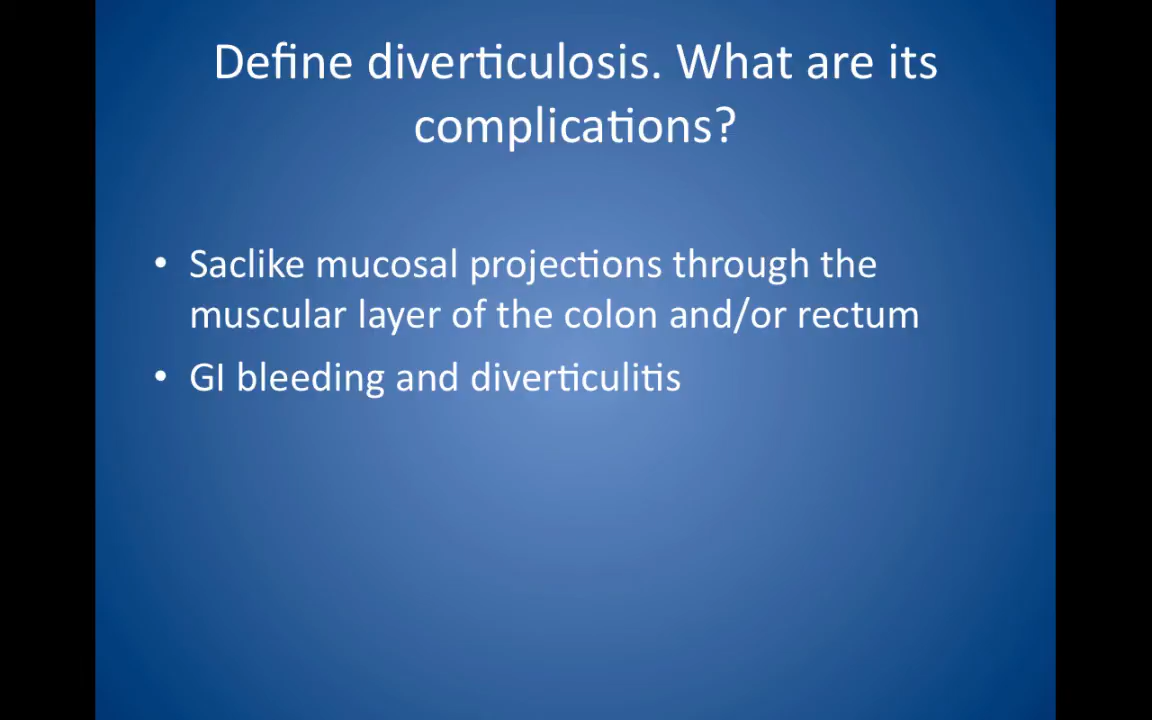 Define diverticulosis. What are its
complications?
• Saclike mucosal projections through the
muscular layer of the colon and/or rectum
• GI bleeding and diverticulitis